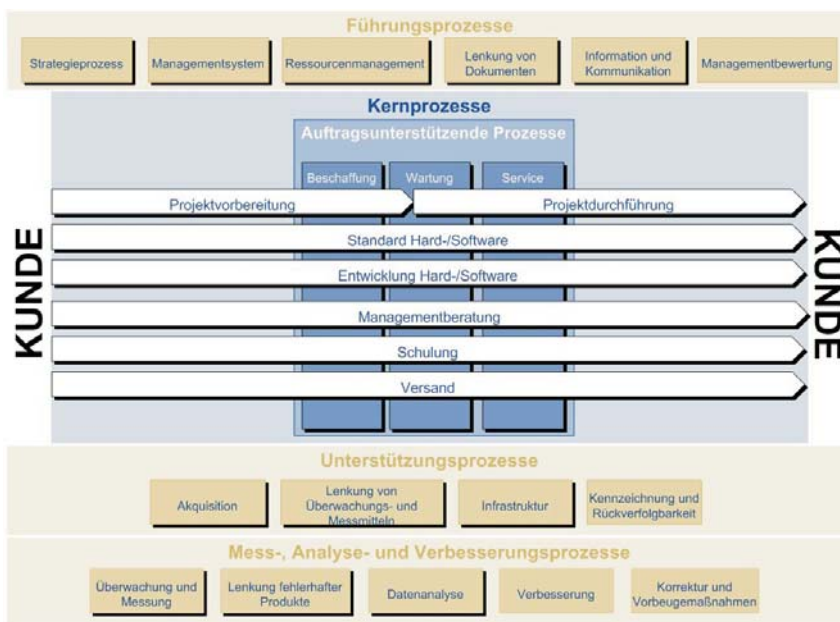 Führungsprozesse
Strategieprozess
Managementsystem
Ressourcenmanagement
Lenkung von
Dokumenten
Information und
Kommunikation
Managementbewertung
Kernprozesse
Auftragsunterstützende Prozesse
Beschaffung
Wartung
Service
Projektvorbereitung
Projektdurchführung
Standard Hard-/Software
Entwicklung Hard-/Software
Managementberatung
Schulung
Versand
KUNDE
KUNDE
Unterstützungsprozesse
Akquisition
Lenkung von
Überwachungs- und
Messmitteln
Infrastruktur
Kennzeichnung und
Rückverfolgbarkeit
Mess-, Analyse- und Verbesserungsprozesse
Überwachung und
Messung
Lenkung fehlerhafter
Produkte
Datenanalyse
Verbesserung
Korrektur und
Vorbeugemaßnahmen